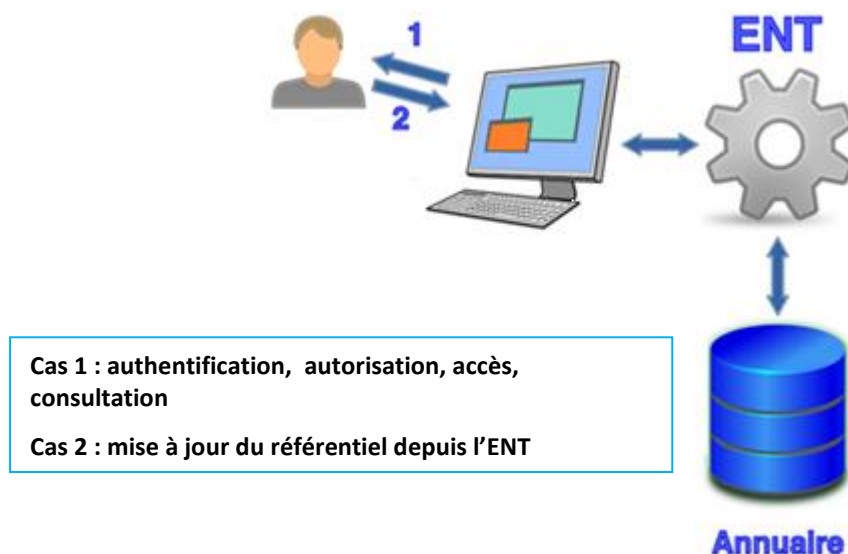 1
ENT
2
Cas 1 : authentification, autorisation, accès,
consultation
Cas 2 : mise à jour du référentiel depuis l’ENT
Annuaire